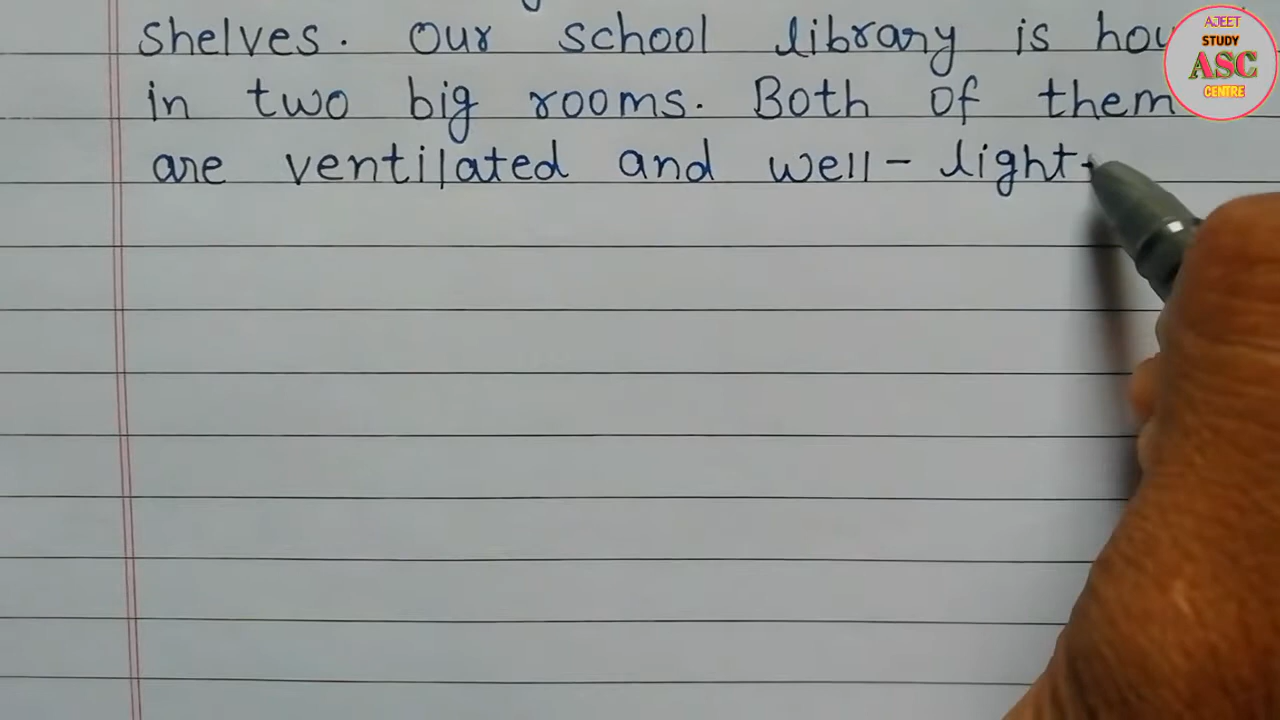 shelves. Our school library is hou
in two big rooms. Both of them
are ventilated and well-light
AJEET
STUDY
ASC
CENTRE